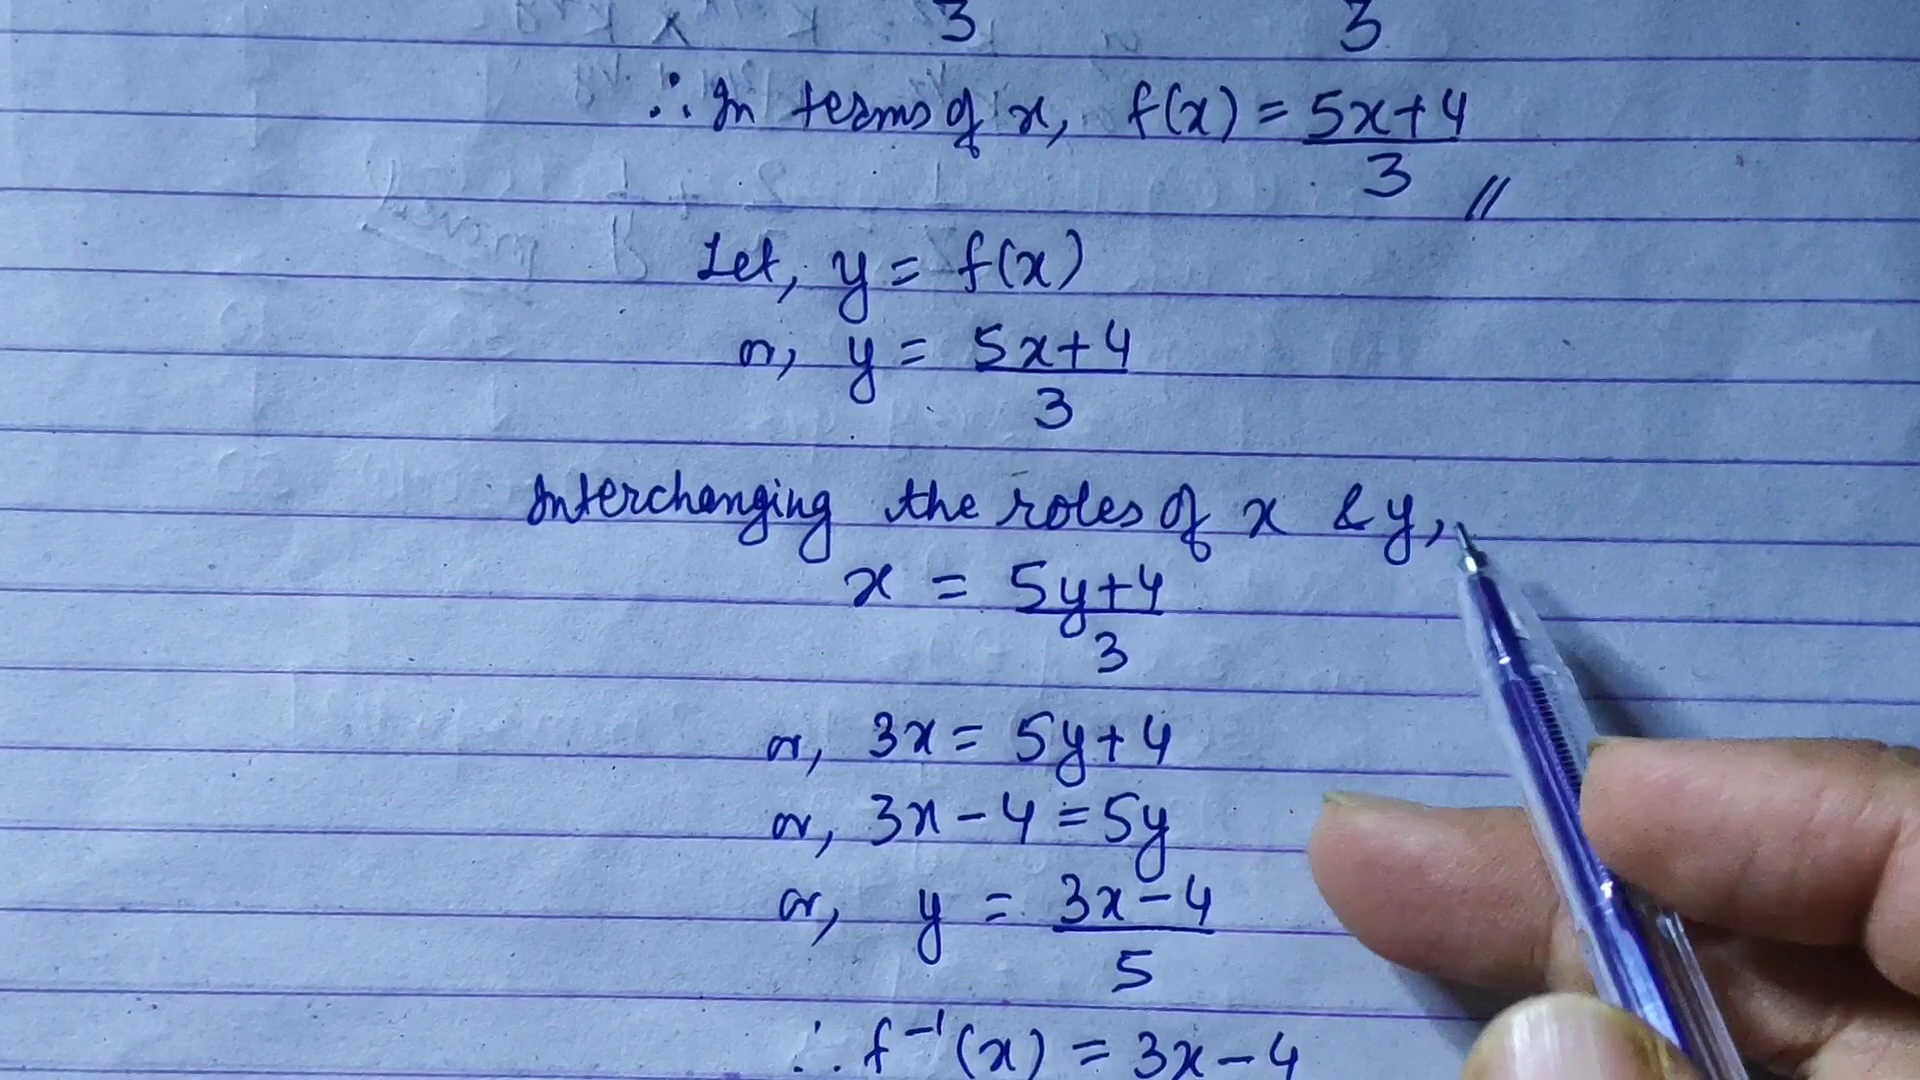 3 3
∴ In terms of x, f(x) = 5x+4
3 //
Let, y = f(x)
or, y = 5x+4
3
Interchanging the roles of x & y,
x = 5y+4
3
or, 3x = 5y+4
or, 3x-4 = 5y
or, y = 3x-4
5
∴ f⁻¹(x) = 3x-4